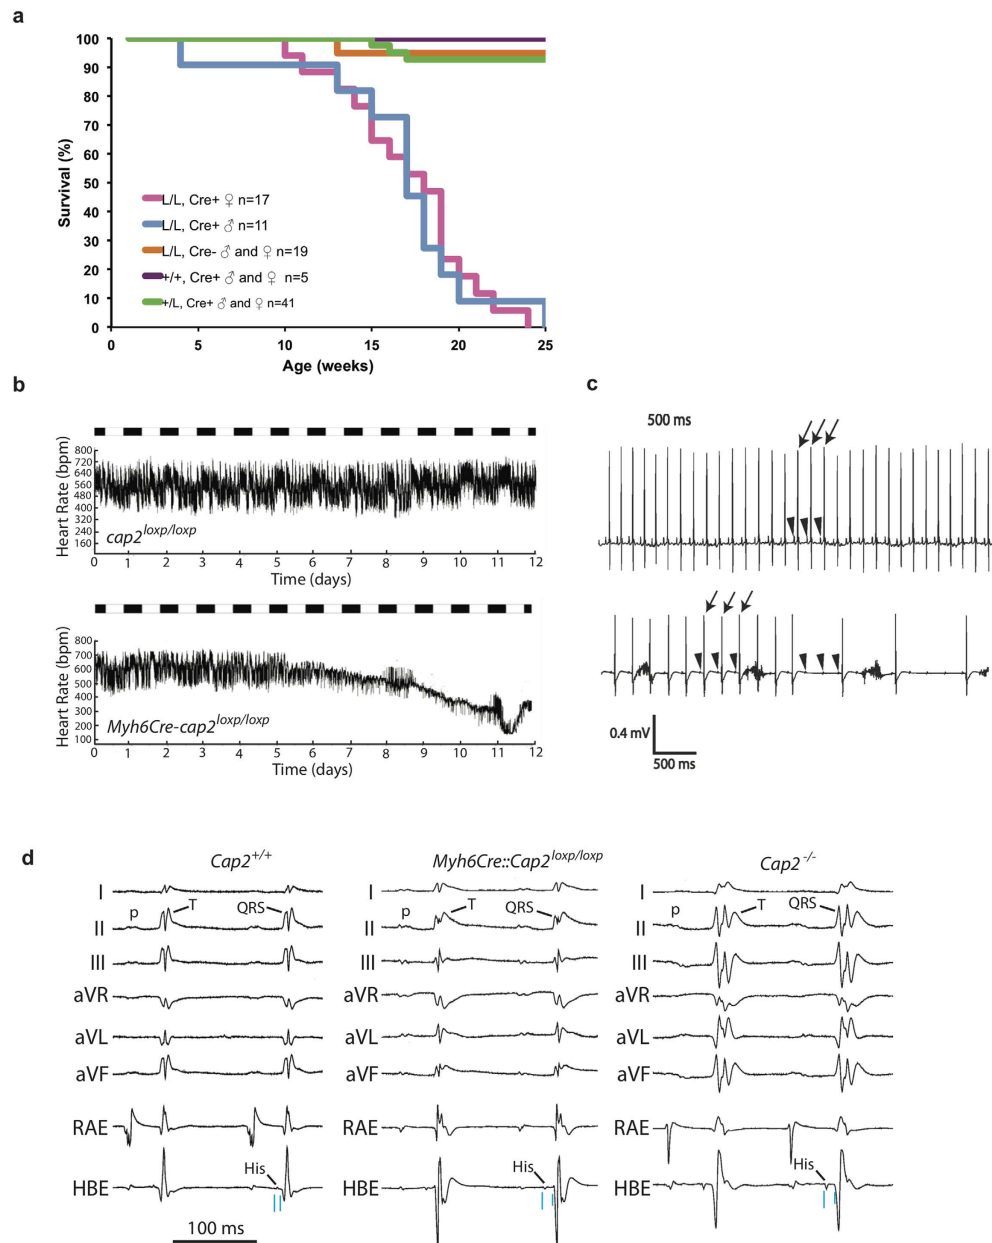 a
100
90
80
70
60
50
40
30
20
10
0
Survival (%)
L/L, Cre+ ♀ n=17
L/L, Cre+ ♂ n=11
L/L, Cre- ♂ and ♀ n=19
+/+, Cre+ ♂ and ♀ n=5
+/L, Cre+ ♂ and ♀ n=41
0 5 10 15 20 25
Age (weeks)
b
Heart Rate (bpm)
800
720
640
560
480
400
320
240
160
cap2loxp/loxp
0 1 2 3 4 5 6 7 8 9 10 11 12
Time (days)
Heart Rate (bpm)
800
700
600
500
400
300
200
100
Myh6Cre-cap2loxp/loxp
0 1 2 3 4 5 6 7 8 9 10 11 12
Time (days)
c
500 ms
0.4 mV
500 ms
d
Cap2+/+
I
p T QRS
II
III
aVR
aVL
aVF
RAE
His
HBE
100 ms
Myh6Cre::Cap2loxp/loxp
I
p T QRS
II
III
aVR
aVL
aVF
RAE
His
HBE
Cap2-/-
I
p T QRS
II
III
aVR
aVL
aVF
RAE
His
HBE